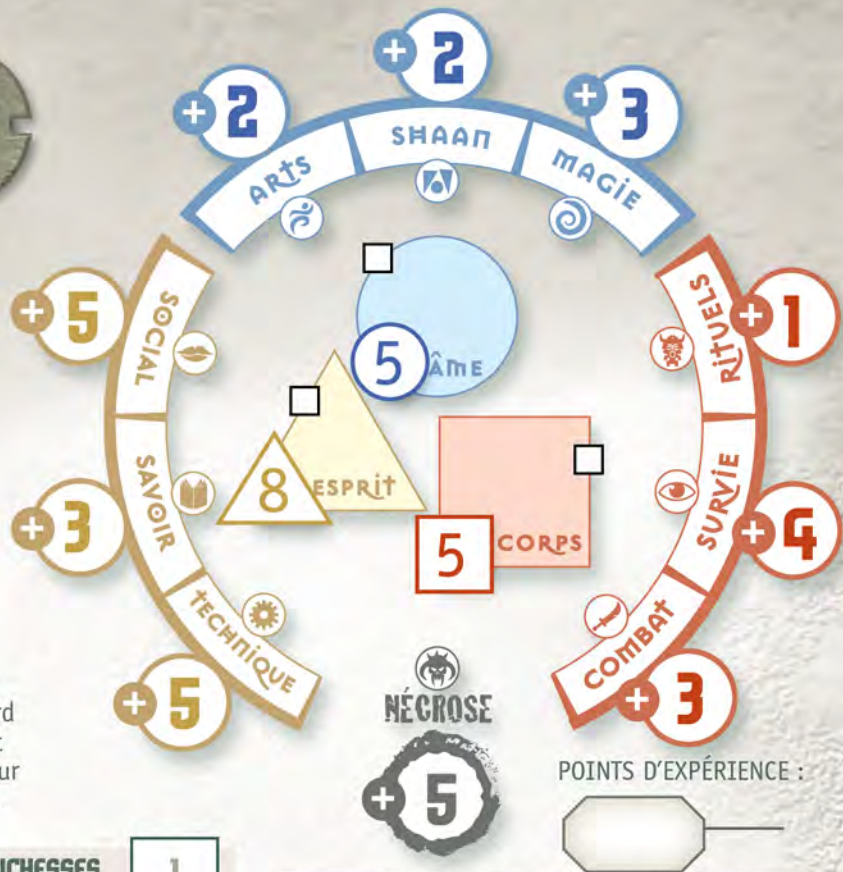 +2
ARTS
+2
SHAAN
+3
MAGIE
+5
SOCIAL
+3
SAVOIR
+5
TECHNIQUE
+1
RITUELS
+4
SURVIE
+3
COMBAT
5 ÂME
8 ESPRIT
5 CORPS
NÉCROSE
+5
POINTS D'EXPÉRIENCE :
1